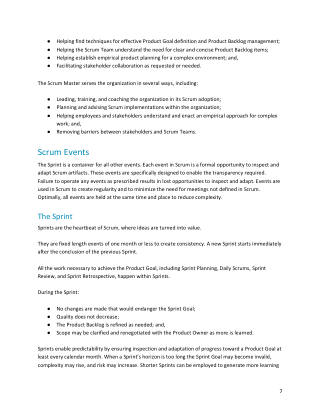 ● Helping find techniques for effective Product Goal definition and Product Backlog management;
● Helping the Scrum Team understand the need for clear and concise Product Backlog items;
● Helping establish empirical product planning for a complex environment; and,
● Facilitating stakeholder collaboration as requested or needed.
The Scrum Master serves the organization in several ways, including:
● Leading, training, and coaching the organization in its Scrum adoption;
● Planning and advising Scrum implementations within the organization;
● Helping employees and stakeholders understand and enact an empirical approach for complex
work; and,
● Removing barriers between stakeholders and Scrum Teams.
Scrum Events
The Sprint is a container for all other events. Each event in Scrum is a formal opportunity to inspect and
adapt Scrum artifacts. These events are specifically designed to enable the transparency required.
Failure to operate any events as prescribed results in lost opportunities to inspect and adapt. Events are
used in Scrum to create regularity and to minimize the need for meetings not defined in Scrum.
Optimally, all events are held at the same time and place to reduce complexity.
The Sprint
Sprints are the heartbeat of Scrum, where ideas are turned into value.
They are fixed length events of one month or less to create consistency. A new Sprint starts immediately
after the conclusion of the previous Sprint.
All the work necessary to achieve the Product Goal, including Sprint Planning, Daily Scrums, Sprint
Review, and Sprint Retrospective, happen within Sprints.
During the Sprint:
● No changes are made that would endanger the Sprint Goal;
● Quality does not decrease;
● The Product Backlog is refined as needed; and,
● Scope may be clarified and renegotiated with the Product Owner as more is learned.
Sprints enable predictability by ensuring inspection and adaptation of progress toward a Product Goal at
least every calendar month. When a Sprint's horizon is too long the Sprint Goal may become invalid,
complexity may rise, and risk may increase. Shorter Sprints can be employed to generate more learning
7